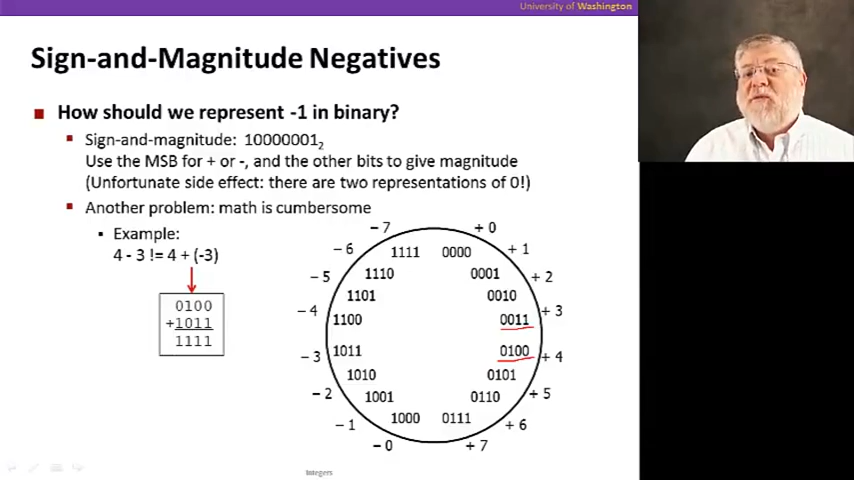 University of Washington
Sign-and-Magnitude Negatives
How should we represent -1 in binary?
Sign-and-magnitude: 10000001₂
Use the MSB for + or -, and the other bits to give magnitude
(Unfortunate side effect: there are two representations of 0!)
Another problem: math is cumbersome
Example:
4 - 3 != 4 + (-3)
0100
+1011
1111
– 7 + 0
– 6 1111 0000 + 1
– 5 1110 0001 + 2
1101 0010
– 4 1100 0011 + 3
– 3 1011 0100 + 4
1010 0101
– 2 1001 0110 + 5
– 1 1000 0111 + 6
– 0 + 7
Integers